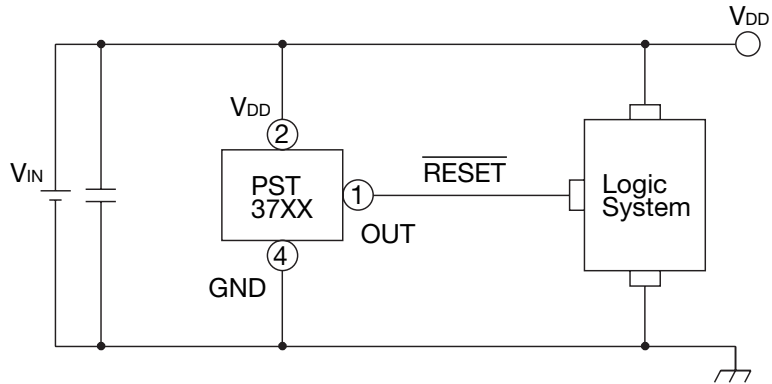 VDD
VDD
2
VIN
PST
37XX
1
RESET
Logic
System
OUT
4
GND